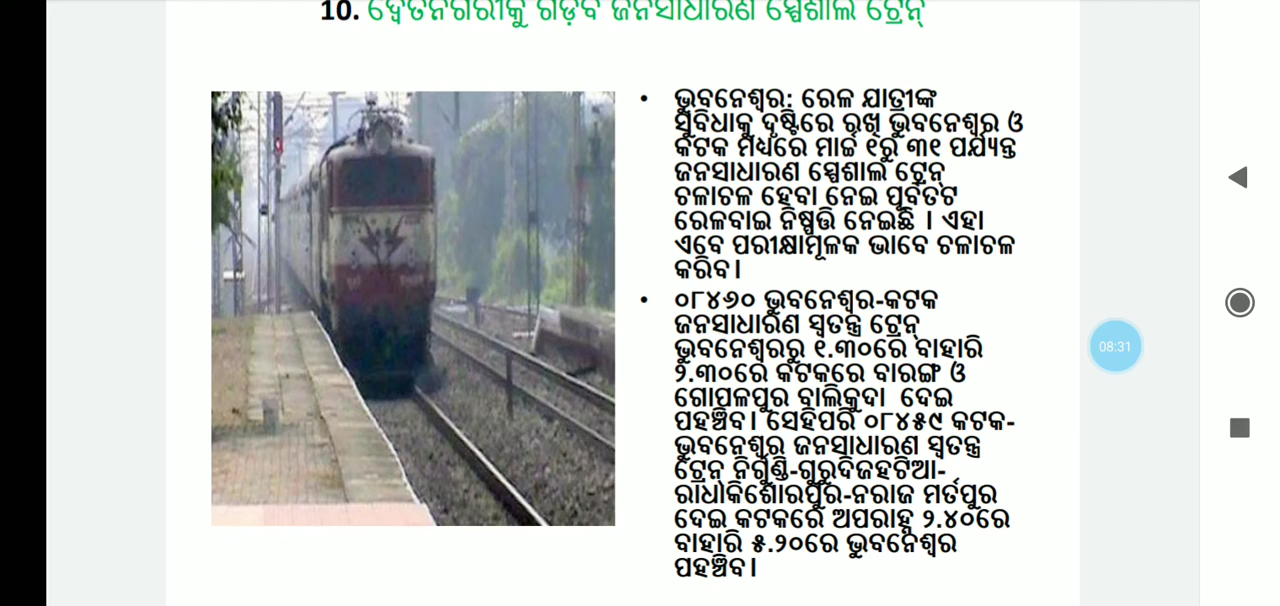 10. ଦ୍ୱୈତନଗରୀକୁ ଗଡ଼ିବ ଜନସାଧାରଣ ସ୍ପେଶାଲ ଟ୍ରେନ୍
• ଭୁବନେଶ୍ୱର: ରେଳ ଯାତ୍ରୀଙ୍କ
ସୁବିଧାକୁ ଦୃଷ୍ଟିରେ ରଖି ଭୁବନେଶ୍ୱର ଓ
କଟକ ମଧ୍ୟରେ ମାର୍ଚ୍ଚ ୧ରୁ ୩୧ ପର୍ଯ୍ୟନ୍ତ
ଜନସାଧାରଣ ସ୍ପେଶାଲ ଟ୍ରେନ୍
ଚଳାଚଳ ହେବା ନେଇ ପୂର୍ବତଟ
ରେଳବାଇ ନିଷ୍ପତ୍ତି ନେଇଛି । ଏହା
ଏବେ ପରୀକ୍ଷାମୂଳକ ଭାବେ ଚଳାଚଳ
କରିବ।
• ୦୮୪୬୦ ଭୁବନେଶ୍ୱର-କଟକ
ଜନସାଧାରଣ ସ୍ୱତନ୍ତ୍ର ଟ୍ରେନ୍
ଭୁବନେଶ୍ୱରରୁ ୧.୩୦ରେ ବାହାରି
୨.୩୦ରେ କଟକରେ ବାରଙ୍ଗ ଓ
ଗୋପାଳପୁର ବାଲିକୁଦା ଦେଇ
ପହଞ୍ଚିବ। ସେହିପରି ୦୮୪୫୯ କଟକ-
ଭୁବନେଶ୍ୱର ଜନସାଧାରଣ ସ୍ୱତନ୍ତ୍ର
ଟ୍ରେନ୍ ନିର୍ଗୁଣ୍ଡି-ଗୁରୁଦିଜହଟିଆ-
ରାଧାକିଶୋରପୁର-ନରାଜ ମର୍ତପୁର
ଦେଇ କଟକରେ ଅପରାହ୍ନ ୨.୪୦ରେ
ବାହାରି ୫.୨୦ରେ ଭୁବନେଶ୍ୱର
ପହଞ୍ଚିବ।
08:31